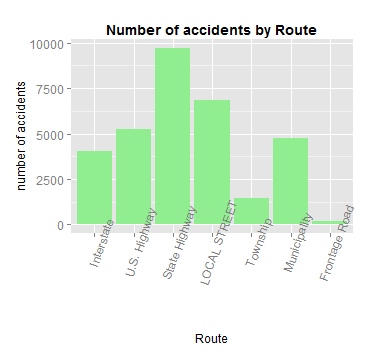 Number of accidents by Route
number of accidents
10000
7500
5000
2500
0
Interstate
U.S. Highway
State Highway
LOCAL STREET
Township
Municipality
Frontage Road
Route